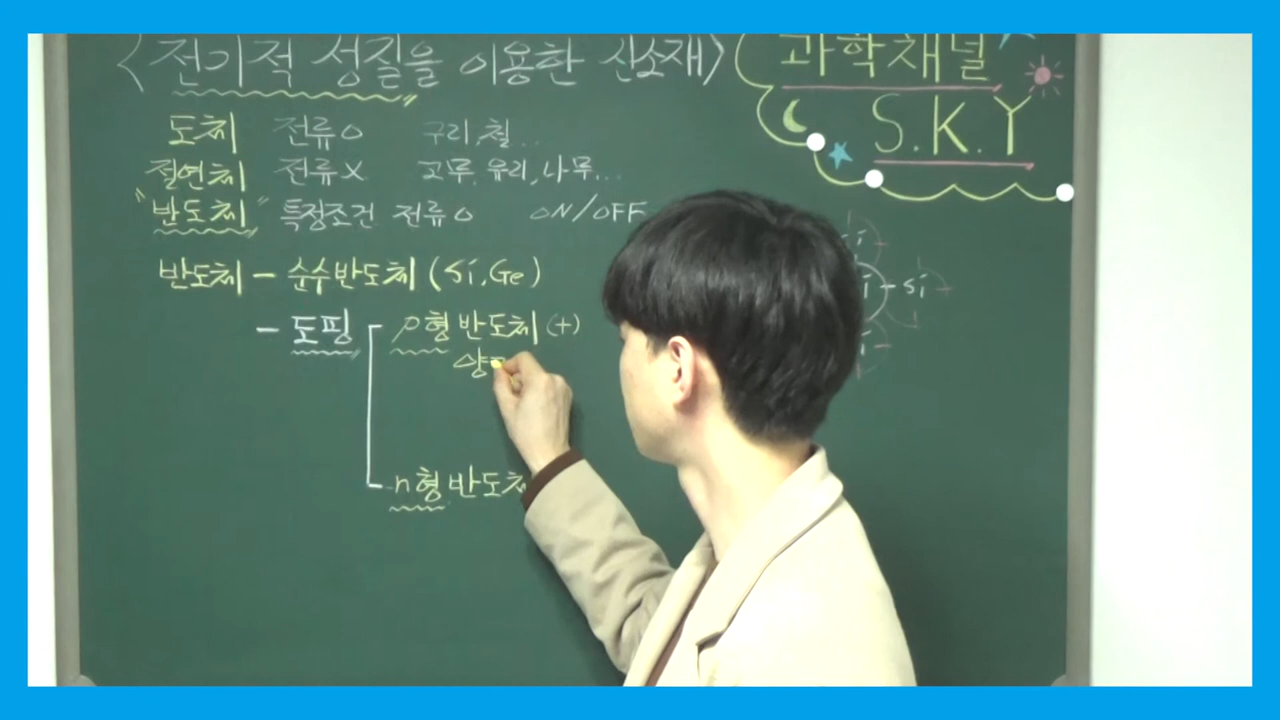 <전기적 성질을 이용한 신소재>
과학채널
S.K.Y
도체 전류 O 구리, 철...
절연체 전류 X 고무, 유리, 나무...
"반도체" 특정조건 전류 O ON/OFF
반도체 - 순수반도체 (Si, Ge)
- 도핑
p형 반도체 (+)
양
n형 반도체
- si